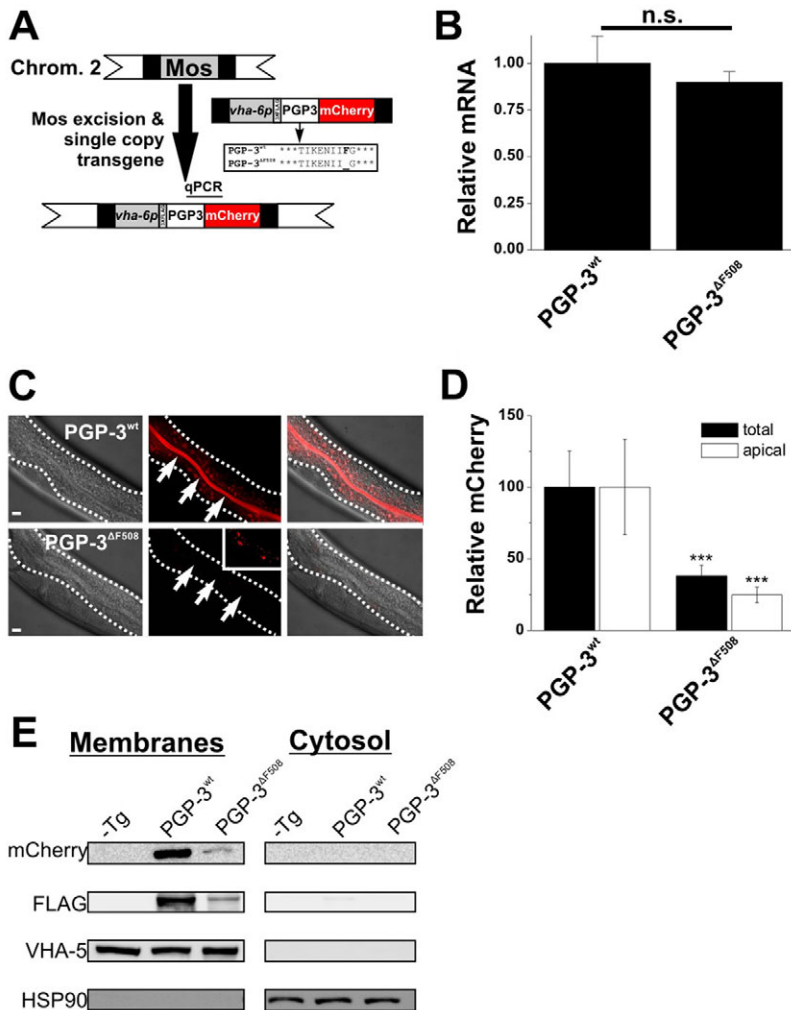 A
Chrom. 2
Mos
Mos excision &
single copy
transgene
vha-6p
PGP3
mCherry
PGP-3wt ***TIKENIIFG***
PGP-3ΔF508 ***TIKENII_G***
qPCR
vha-6p
PGP3
mCherry
B
n.s.
Relative mRNA
1.00
0.75
0.50
0.25
0.00
PGP-3wt
PGP-3ΔF508
C
PGP-3wt
PGP-3ΔF508
D
Relative mCherry
150
100
50
0
total
apical
***
***
PGP-3wt
PGP-3ΔF508
E
Membranes
Cytosol
-Tg
PGP-3wt
PGP-3ΔF508
-Tg
PGP-3wt
PGP-3ΔF508
mCherry
FLAG
VHA-5
HSP90